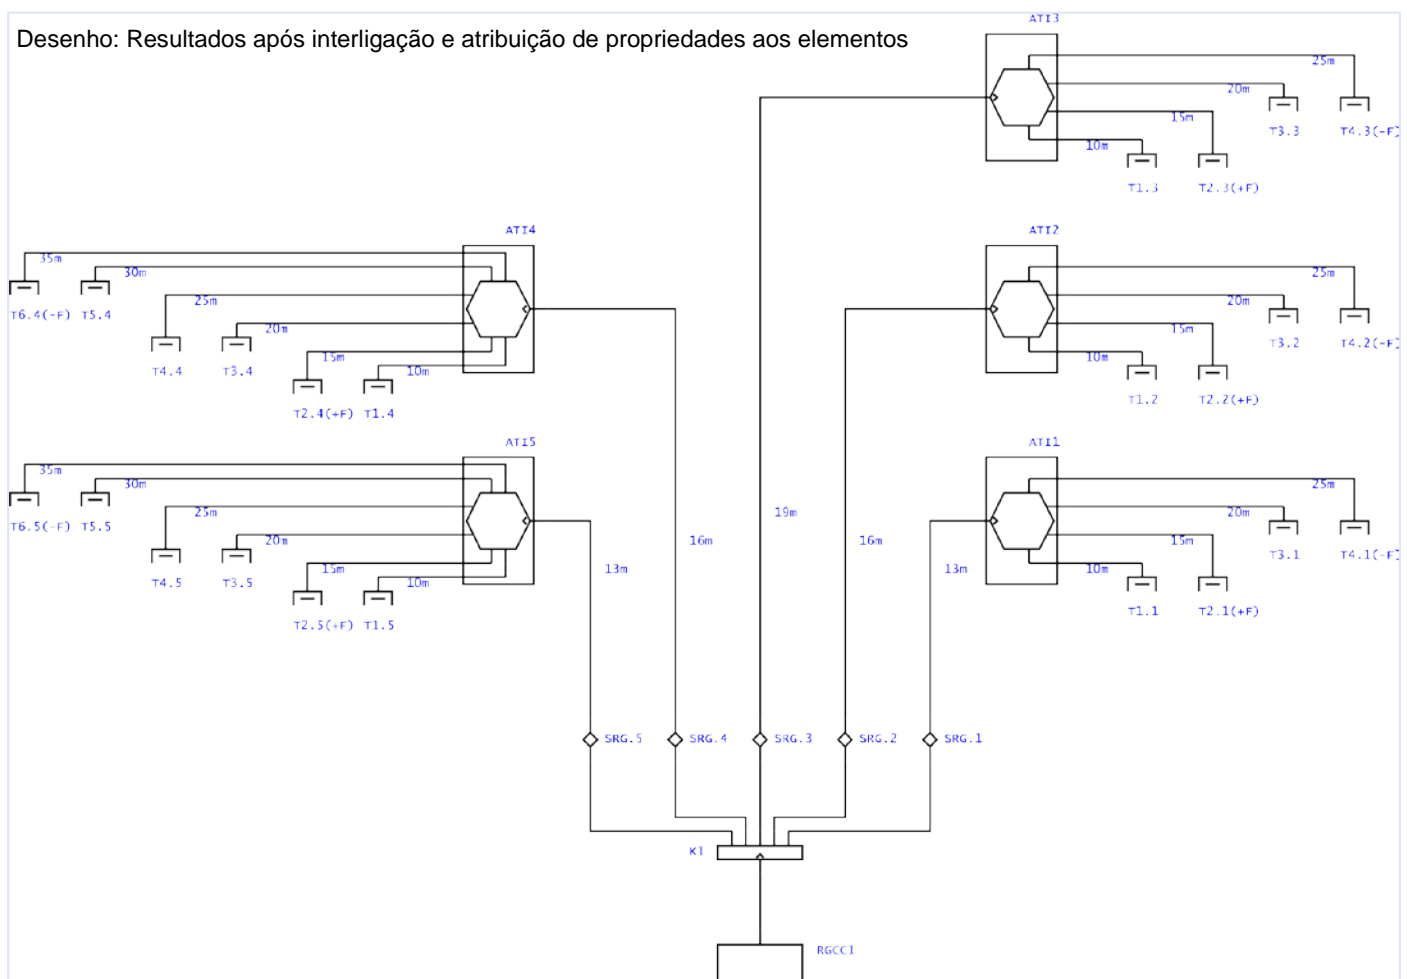 ATI3
Desenho: Resultados após interligação e atribuição de propriedades aos elementos
25m
20m
15m
10m
T3.3
T4.3(-F)
T1.3
T2.3(+F)
ATI4
ATI2
35m
30m
25m
20m
15m
10m
T6.4(-F)
T5.4
T4.4
T3.4
T2.4(+F)
T1.4
25m
20m
15m
10m
T3.2
T4.2(-F)
T1.2
T2.2(+F)
ATI5
ATI1
35m
30m
25m
20m
15m
10m
T6.5(-F)
T5.5
T4.5
T3.5
T2.5(+F)
T1.5
25m
20m
15m
10m
T3.1
T4.1(-F)
T1.1
T2.1(+F)
19m
16m
16m
13m
13m
SRG.5
SRG.4
SRG.3
SRG.2
SRG.1
K1
RGCC1